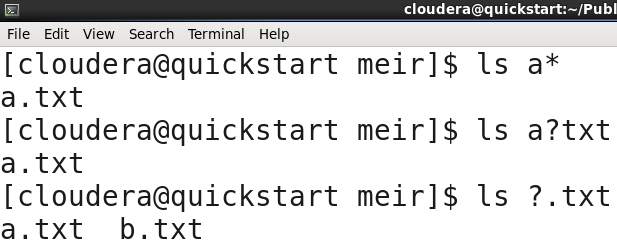 cloudera@quickstart:~/Publ
File Edit View Search Terminal Help
[cloudera@quickstart meir]$ ls a*
a.txt
[cloudera@quickstart meir]$ ls a?txt
a.txt
[cloudera@quickstart meir]$ ls ?.txt
a.txt b.txt